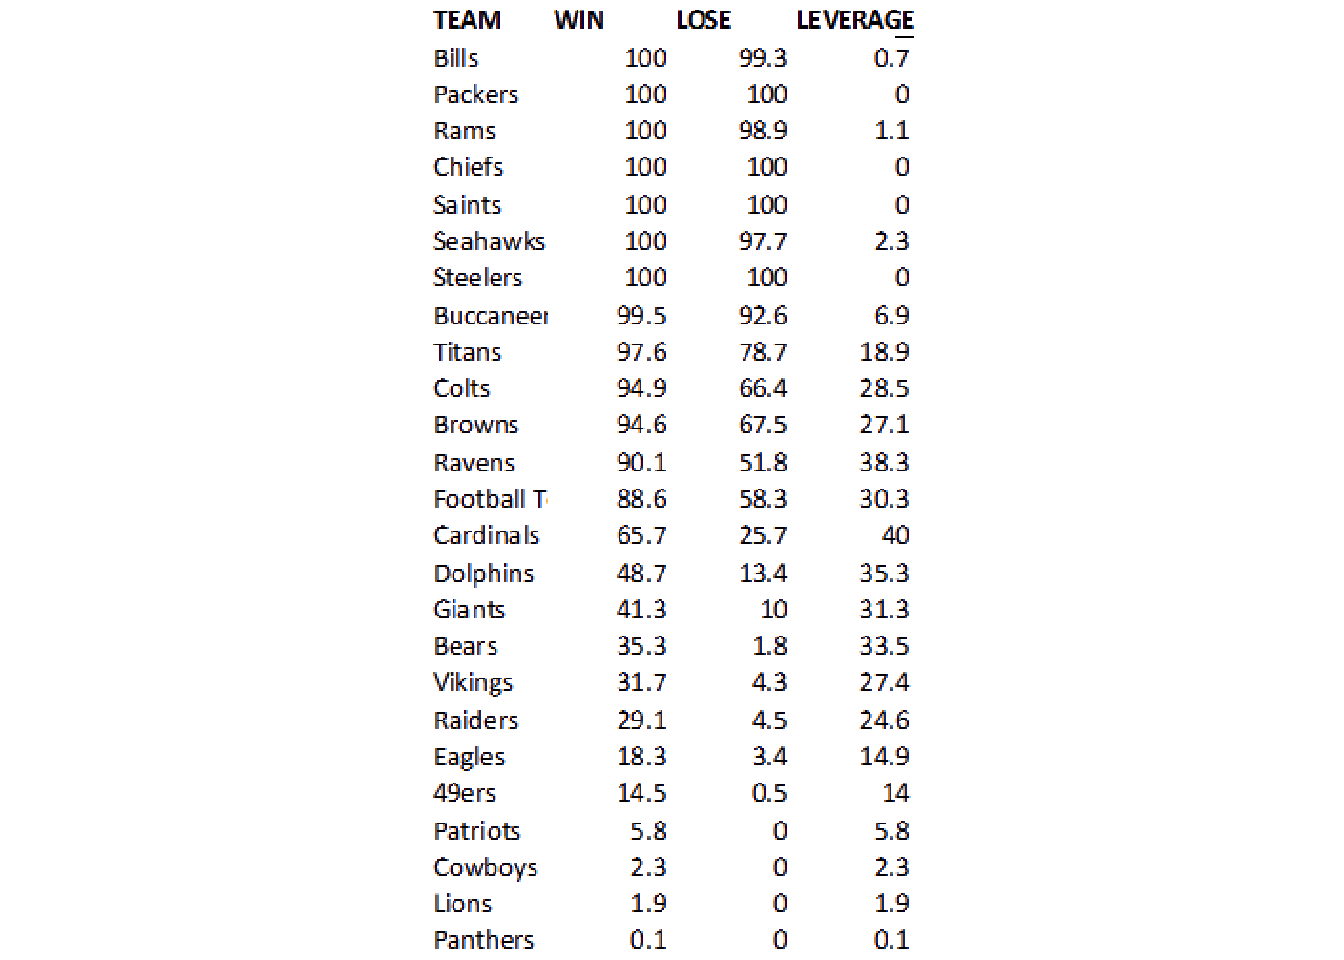 TEAM WIN LOSE LEVERAGE
Bills 100 99.3 0.7
Packers 100 100 0
Rams 100 98.9 1.1
Chiefs 100 100 0
Saints 100 100 0
Seahawks 100 97.7 2.3
Steelers 100 100 0
Buccaneer 99.5 92.6 6.9
Titans 97.6 78.7 18.9
Colts 94.9 66.4 28.5
Browns 94.6 67.5 27.1
Ravens 90.1 51.8 38.3
Football T 88.6 58.3 30.3
Cardinals 65.7 25.7 40
Dolphins 48.7 13.4 35.3
Giants 41.3 10 31.3
Bears 35.3 1.8 33.5
Vikings 31.7 4.3 27.4
Raiders 29.1 4.5 24.6
Eagles 18.3 3.4 14.9
49ers 14.5 0.5 14
Patriots 5.8 0 5.8
Cowboys 2.3 0 2.3
Lions 1.9 0 1.9
Panthers 0.1 0 0.1